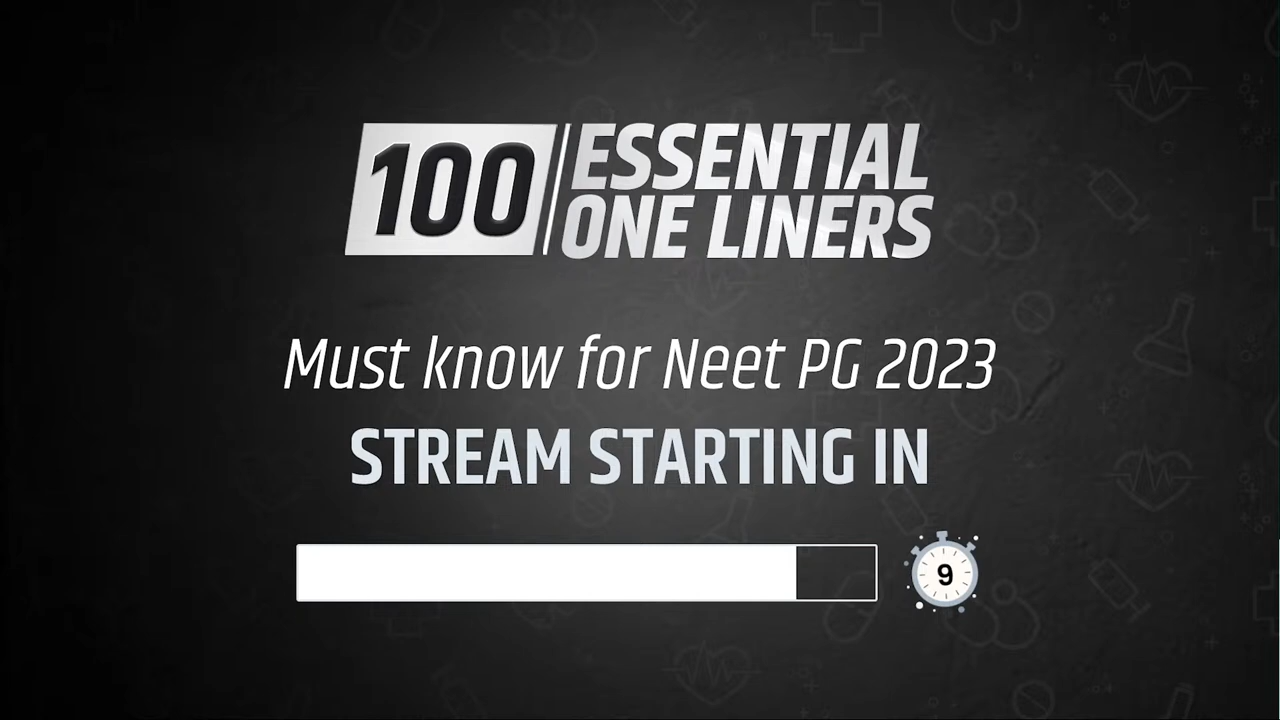 100 ESSENTIAL
ONE LINERS
Must know for Neet PG 2023
STREAM STARTING IN
9